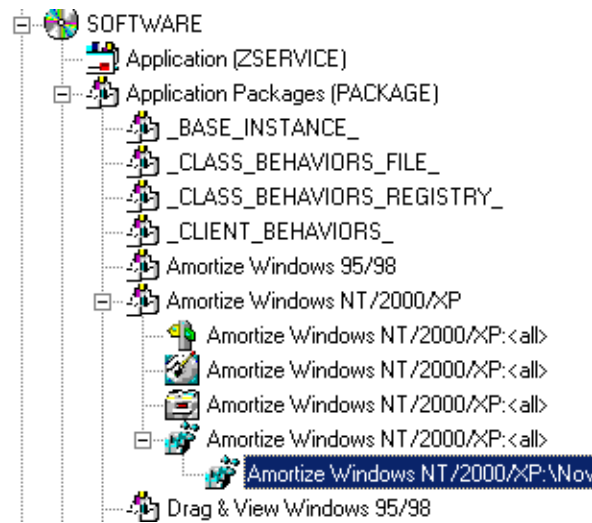 SOFTWARE
Application (ZSERVICE)
Application Packages (PACKAGE)
_BASE_INSTANCE_
_CLASS_BEHAVIORS_FILE_
_CLASS_BEHAVIORS_REGISTRY_
_CLIENT_BEHAVIORS_
Amortize Windows 95/98
Amortize Windows NT/2000/XP
Amortize Windows NT/2000/XP:<all>
Amortize Windows NT/2000/XP:<all>
Amortize Windows NT/2000/XP:<all>
Amortize Windows NT/2000/XP:<all>
Amortize Windows NT/2000/XP:\Nov
Drag & View Windows 95/98